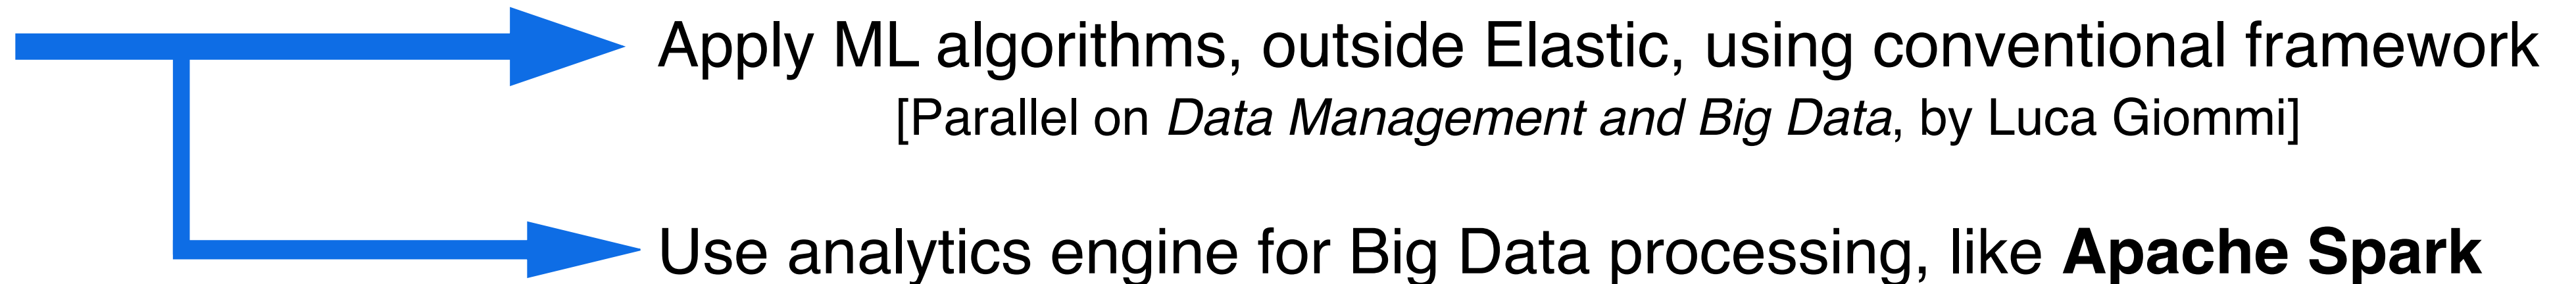 Apply ML algorithms, outside Elastic, using conventional framework
[Parallel on Data Management and Big Data, by Luca Giommi]
Use analytics engine for Big Data processing, like Apache Spark